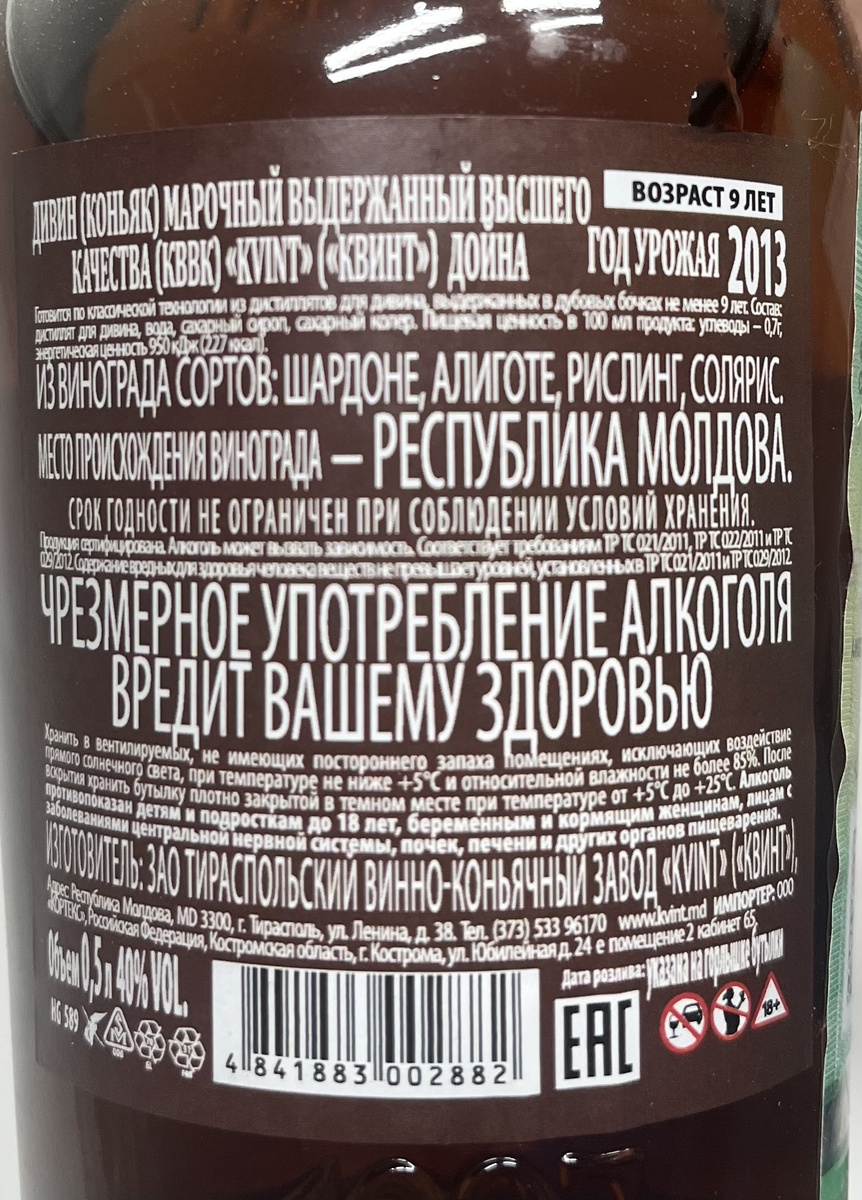 ДИВИН (КОНЬЯК) МАРОЧНЫЙ ВЫДЕРЖАННЫЙ ВЫСШЕГО
КАЧЕСТВА (КВВК) «KVINT» («КВИНТ») ДОЙНА
ВОЗРАСТ 9 ЛЕТ
ГОД УРОЖАЯ 2013
Готовится по классической технологии из дистиллятов для дивина, выдержанных в дубовых бочках не менее 9 лет. Состав:
дистиллят для дивина, вода, сахарный сироп, сахарный колер. Пищевая ценность в 100 мл продукта: углеводы – 0,7г,
энергетическая ценность 950 кДж (227 ккал).
ИЗ ВИНОГРАДА СОРТОВ: ШАРДОНЕ, АЛИГОТЕ, РИСЛИНГ, СОЛЯРИС.
МЕСТО ПРОИСХОЖДЕНИЯ ВИНОГРАДА – РЕСПУБЛИКА МОЛДОВА.
СРОК ГОДНОСТИ НЕ ОГРАНИЧЕН ПРИ СОБЛЮДЕНИИ УСЛОВИЙ ХРАНЕНИЯ.
Продукция сертифицирована. Алкоголь может вызвать зависимость. Соответствует требованиям ТР ТС 021/2011, ТР ТС 022/2011 и ТР ТС
029/2012. Содержание вредных для здоровья человека веществ не превышает уровней, установленных в ТР ТС 021/2011 и ТР ТС 029/2012
ЧРЕЗМЕРНОЕ УПОТРЕБЛЕНИЕ АЛКОГОЛЯ
ВРЕДИТ ВАШЕМУ ЗДОРОВЬЮ
Хранить в вентилируемых, не имеющих постороннего запаха помещениях, исключающих воздействие
прямого солнечного света, при температуре не ниже +5°С и относительной влажности не более 85%. После
вскрытия хранить бутылку плотно закрытой в темном месте при температуре от +5°С до +25°С. Алкоголь
противопоказан детям и подросткам до 18 лет, беременным и кормящим женщинам, лицам с
заболеваниями центральной нервной системы, почек, печени и других органов пищеварения.
ИЗГОТОВИТЕЛЬ: ЗАО ТИРАСПОЛЬСКИЙ ВИННО-КОНЬЯЧНЫЙ ЗАВОД «KVINT» («КВИНТ»),
Адрес: Республика Молдова, MD 3300, г. Тирасполь, ул. Ленина, д. 38. Тел. (373) 533 96170 www.kvint.md ИМПОРТЕР: ООО
«КОРТЕКС», Российская Федерация, Костромская область, г. Кострома, ул. Юбилейная д. 24 е помещение 2 кабинет 65.
Объем 0,5 л 40% VOL.
Дата розлива: указана на горлышке бутылки
HG 589
4 841883 002882
EAC
18+